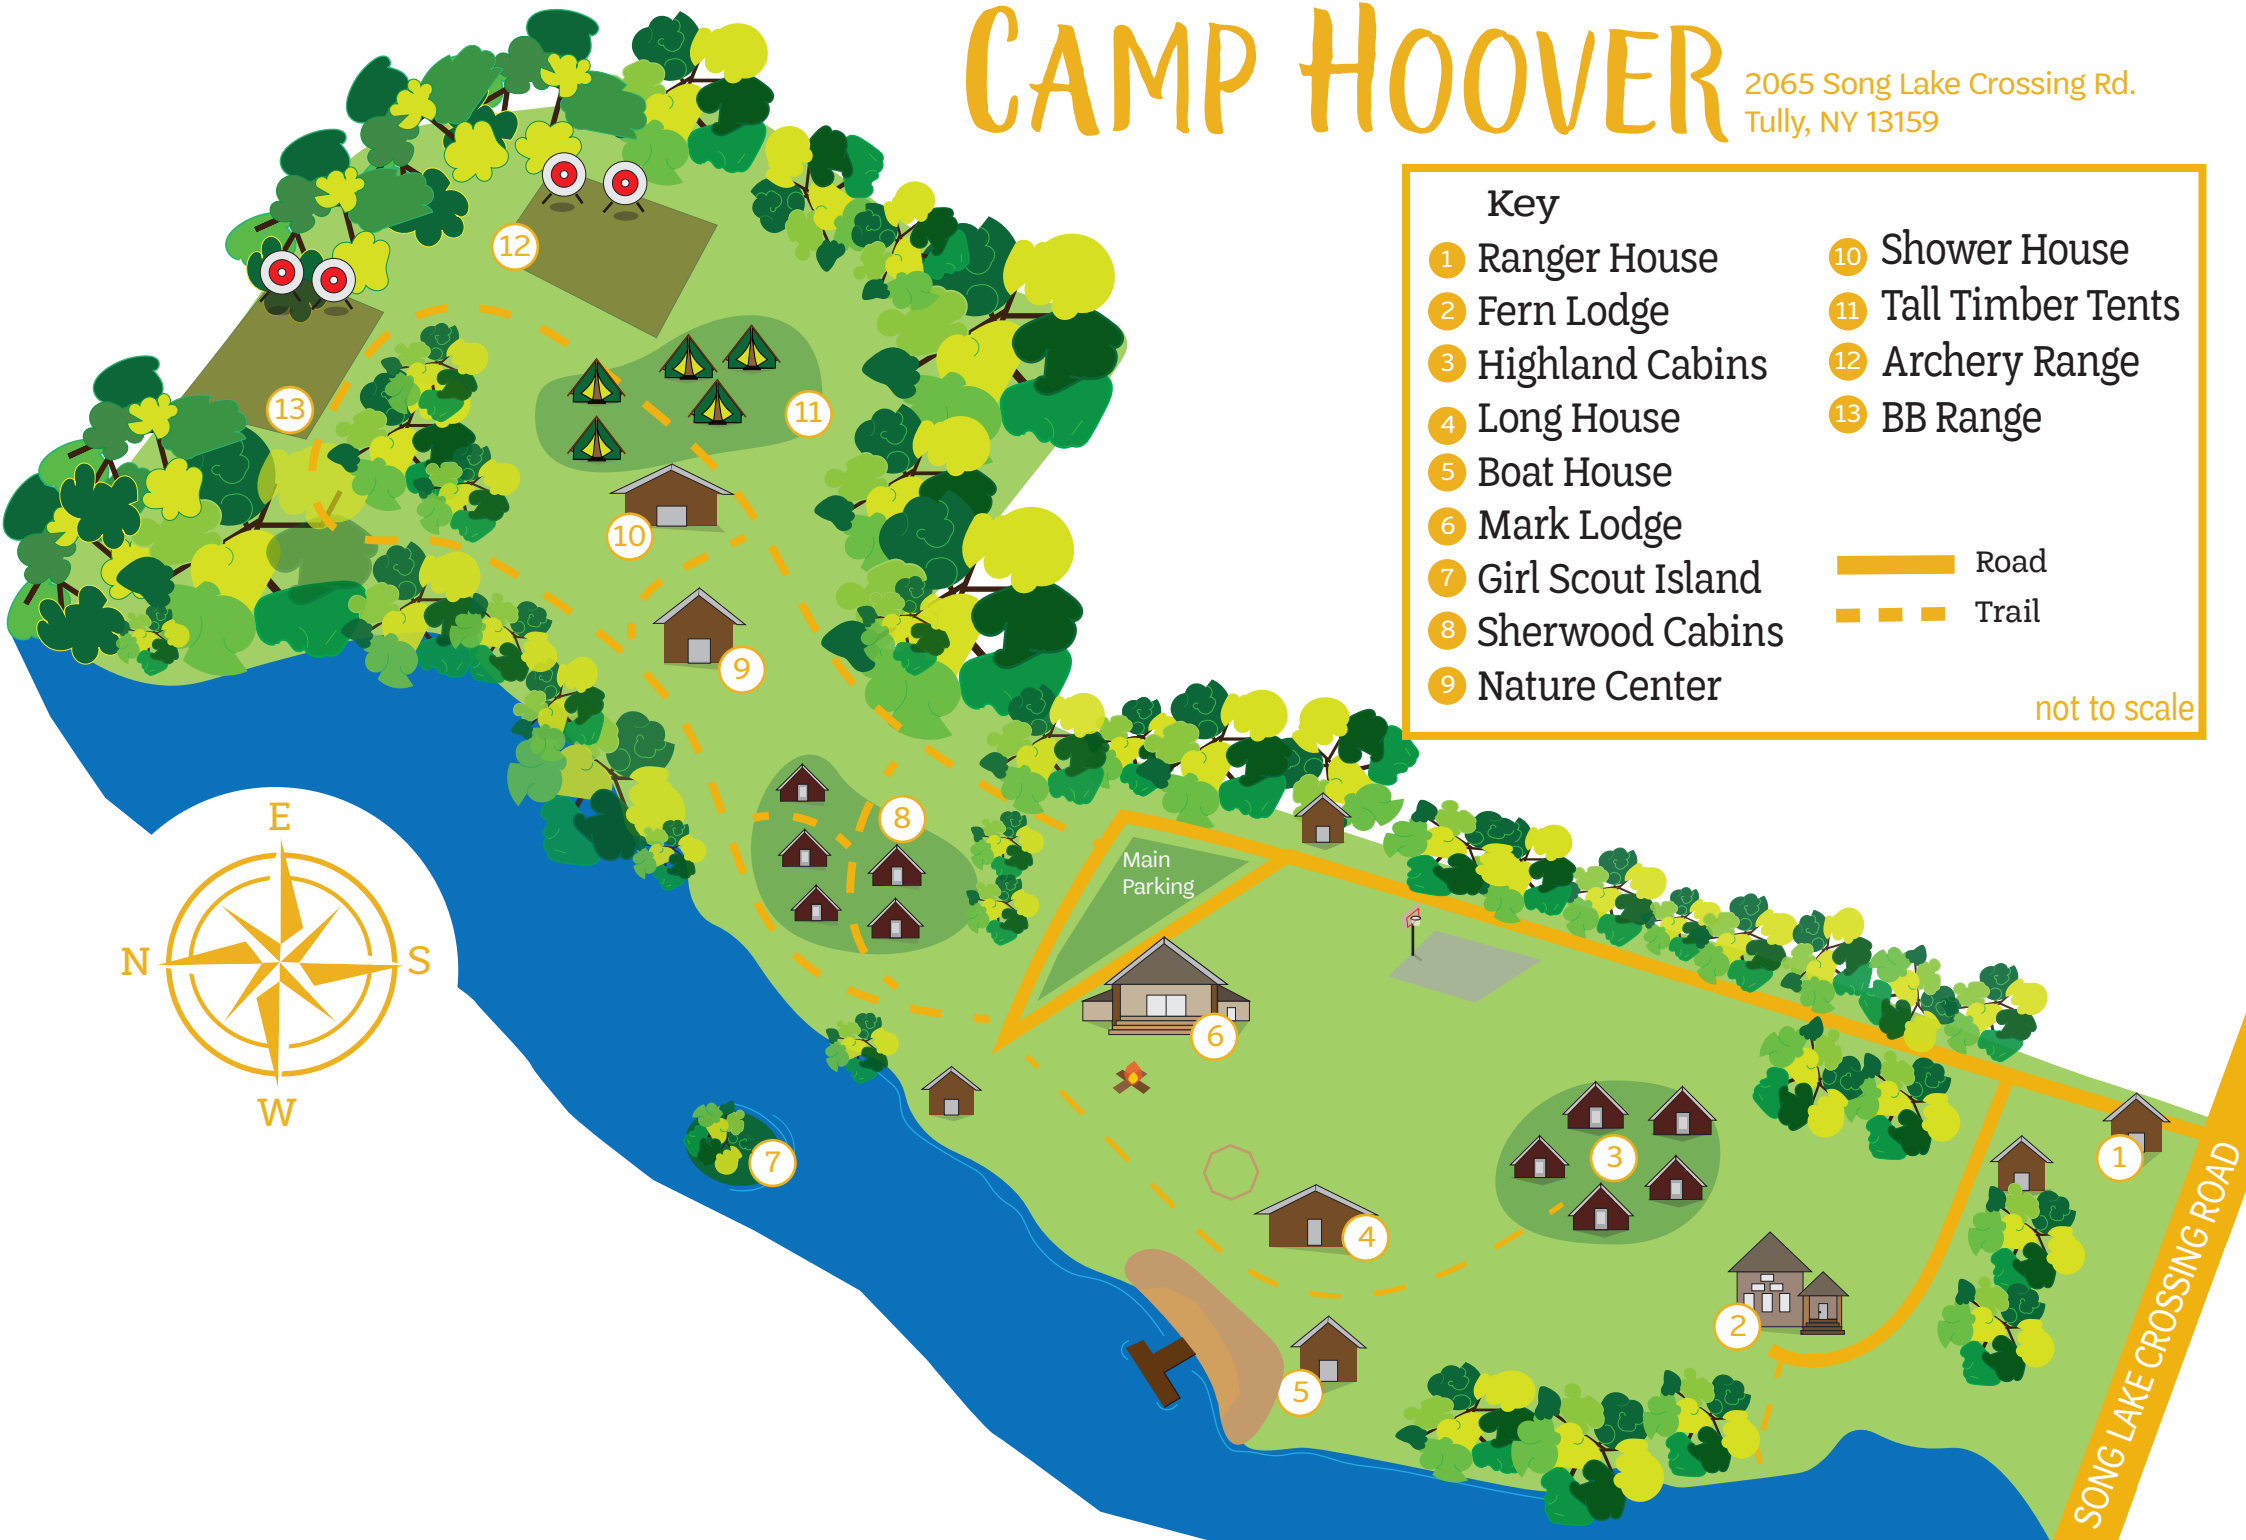 CAMP HOOVER
2065 Song Lake Crossing Rd.
Tully, NY 13159
Key
1 Ranger House
2 Fern Lodge
3 Highland Cabins
4 Long House
5 Boat House
6 Mark Lodge
7 Girl Scout Island
8 Sherwood Cabins
9 Nature Center
10 Shower House
11 Tall Timber Tents
12 Archery Range
13 BB Range
Road
Trail
not to scale
12
13
11
10
9
8
Main
Parking
E
N
S
W
6
7
3
1
4
2
5
SONG LAKE CROSSING ROAD